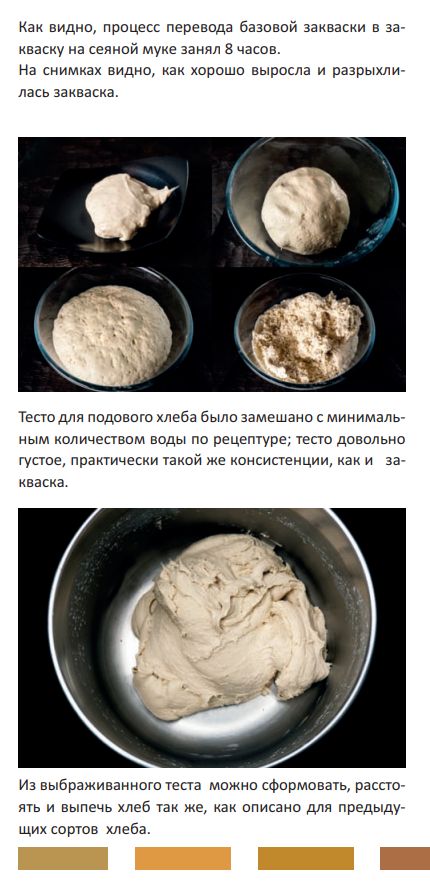 Как видно, процесс перевода базовой закваски в за-
кваску на сеяной муке занял 8 часов.
На снимках видно, как хорошо выросла и разрыхли-
лась закваска.
Тесто для подового хлеба было замешано с минималь-
ным количеством воды по рецептуре; тесто довольно
густое, практически такой же консистенции, как и за-
кваска.
Из выбраживанного теста можно сформовать, рассто-
ять и выпечь хлеб так же, как описано для предыду-
щих сортов хлеба.